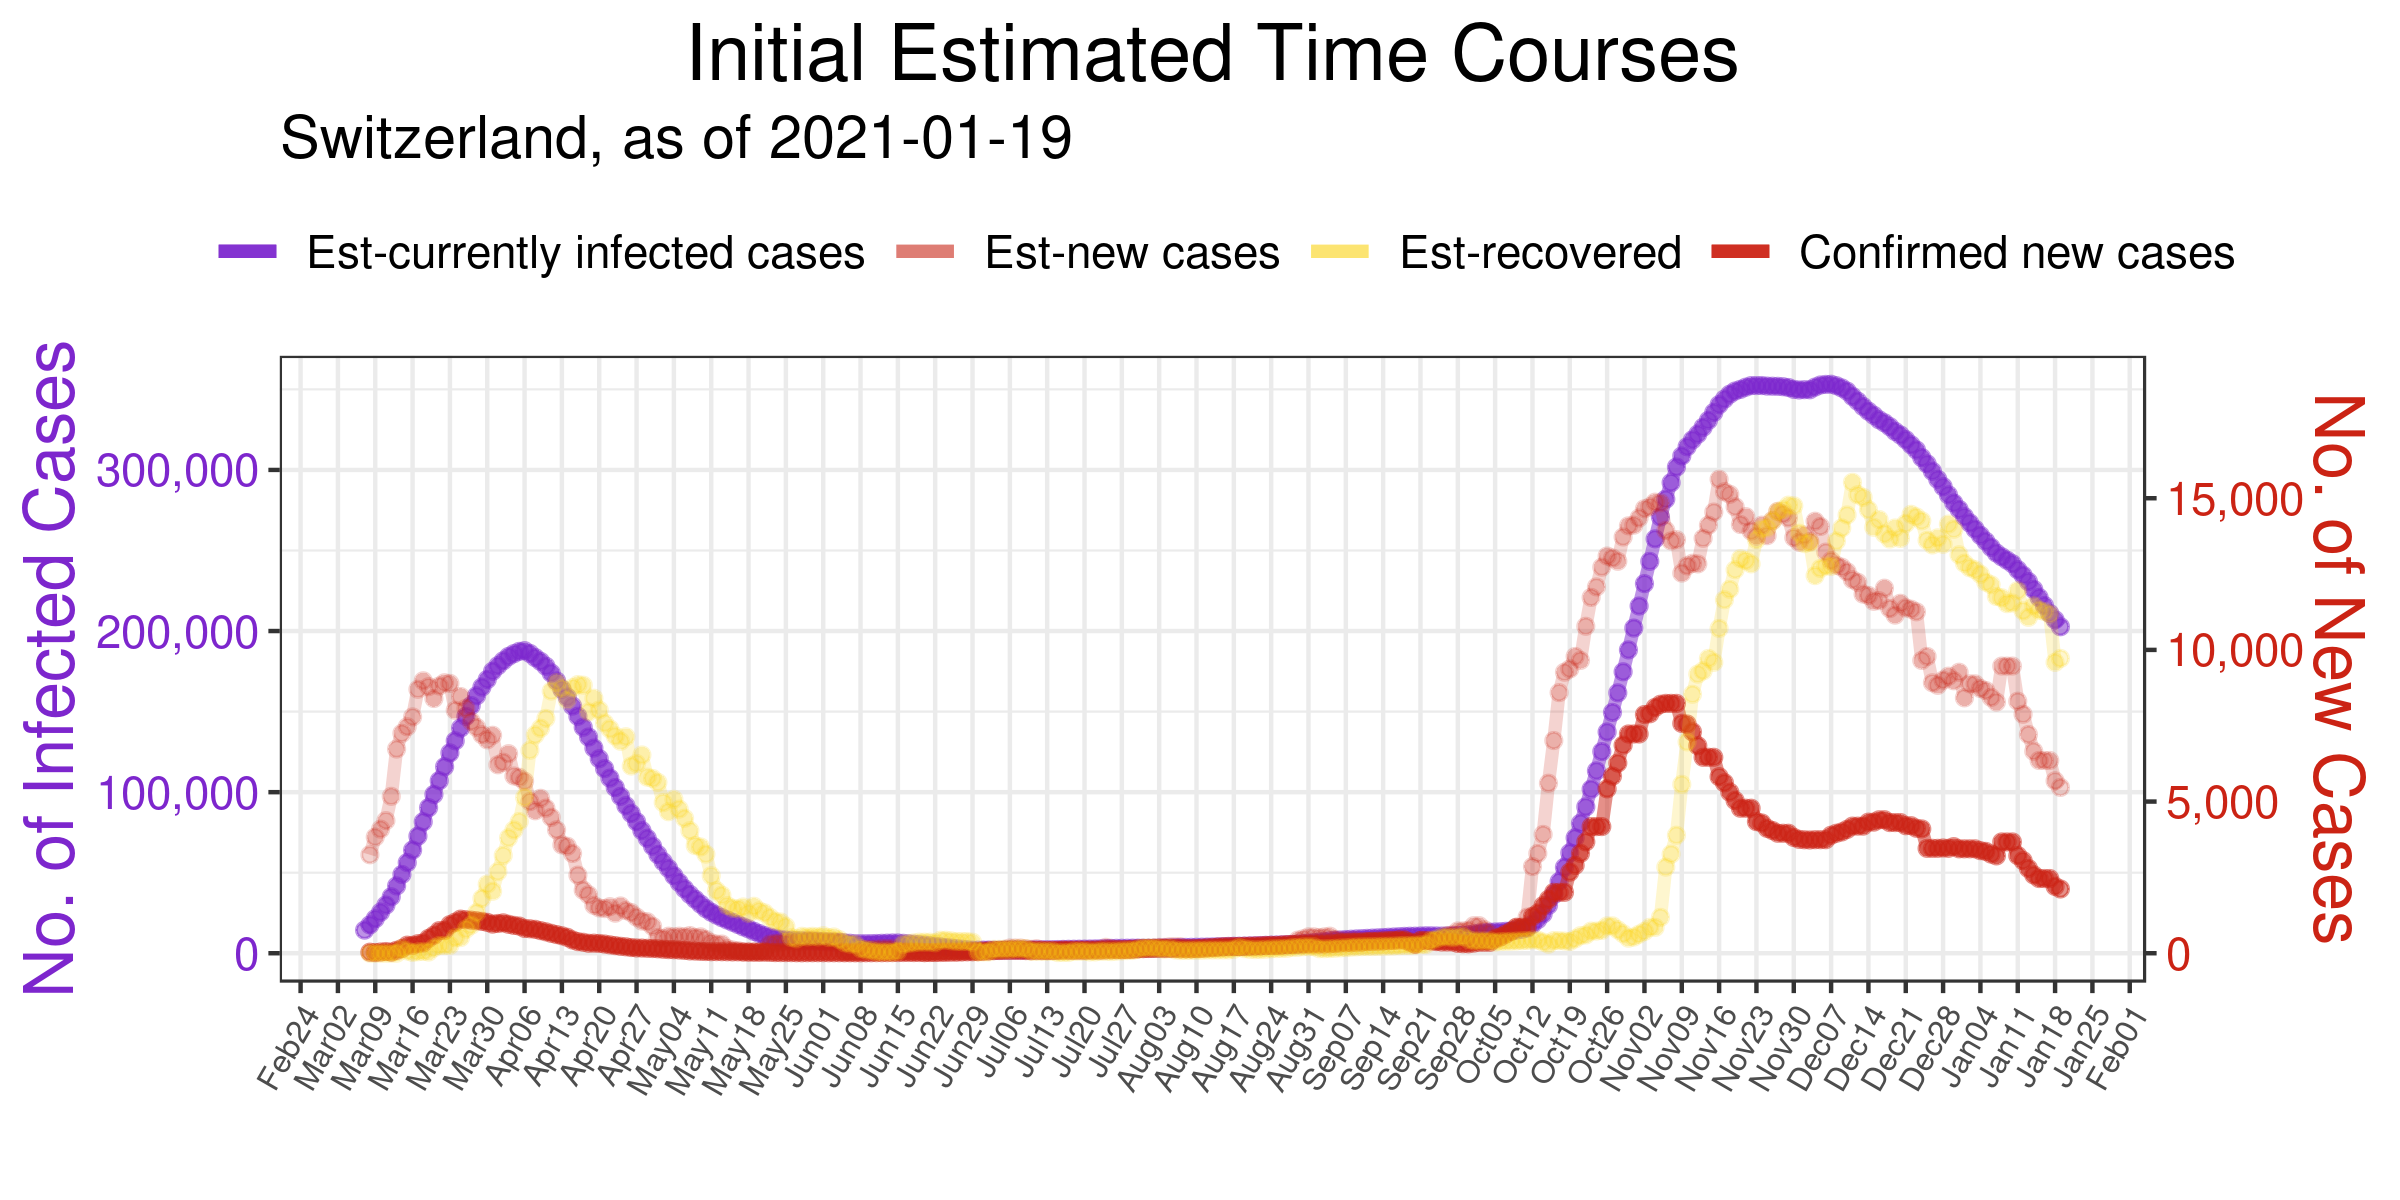 Initial Estimated Time Courses
Switzerland, as of 2021-01-19
Est-currently infected cases Est-new cases Est-recovered Confirmed new cases
No. of Infected Cases
300,000
200,000
100,000
0
15,000
10,000
5,000
0
No. of New Cases
Feb24 Mar02 Mar09 Mar16 Mar23 Mar30 Apr06 Apr13 Apr20 Apr27 May04 May11 May18 May25 Jun01 Jun08 Jun15 Jun22 Jun29 Jul06 Jul13 Jul20 Jul27 Aug03 Aug10 Aug17 Aug24 Aug31 Sep07 Sep14 Sep21 Sep28 Oct05 Oct12 Oct19 Oct26 Nov02 Nov09 Nov16 Nov23 Nov30 Dec07 Dec14 Dec21 Dec28 Jan04 Jan11 Jan18 Jan25 Feb01